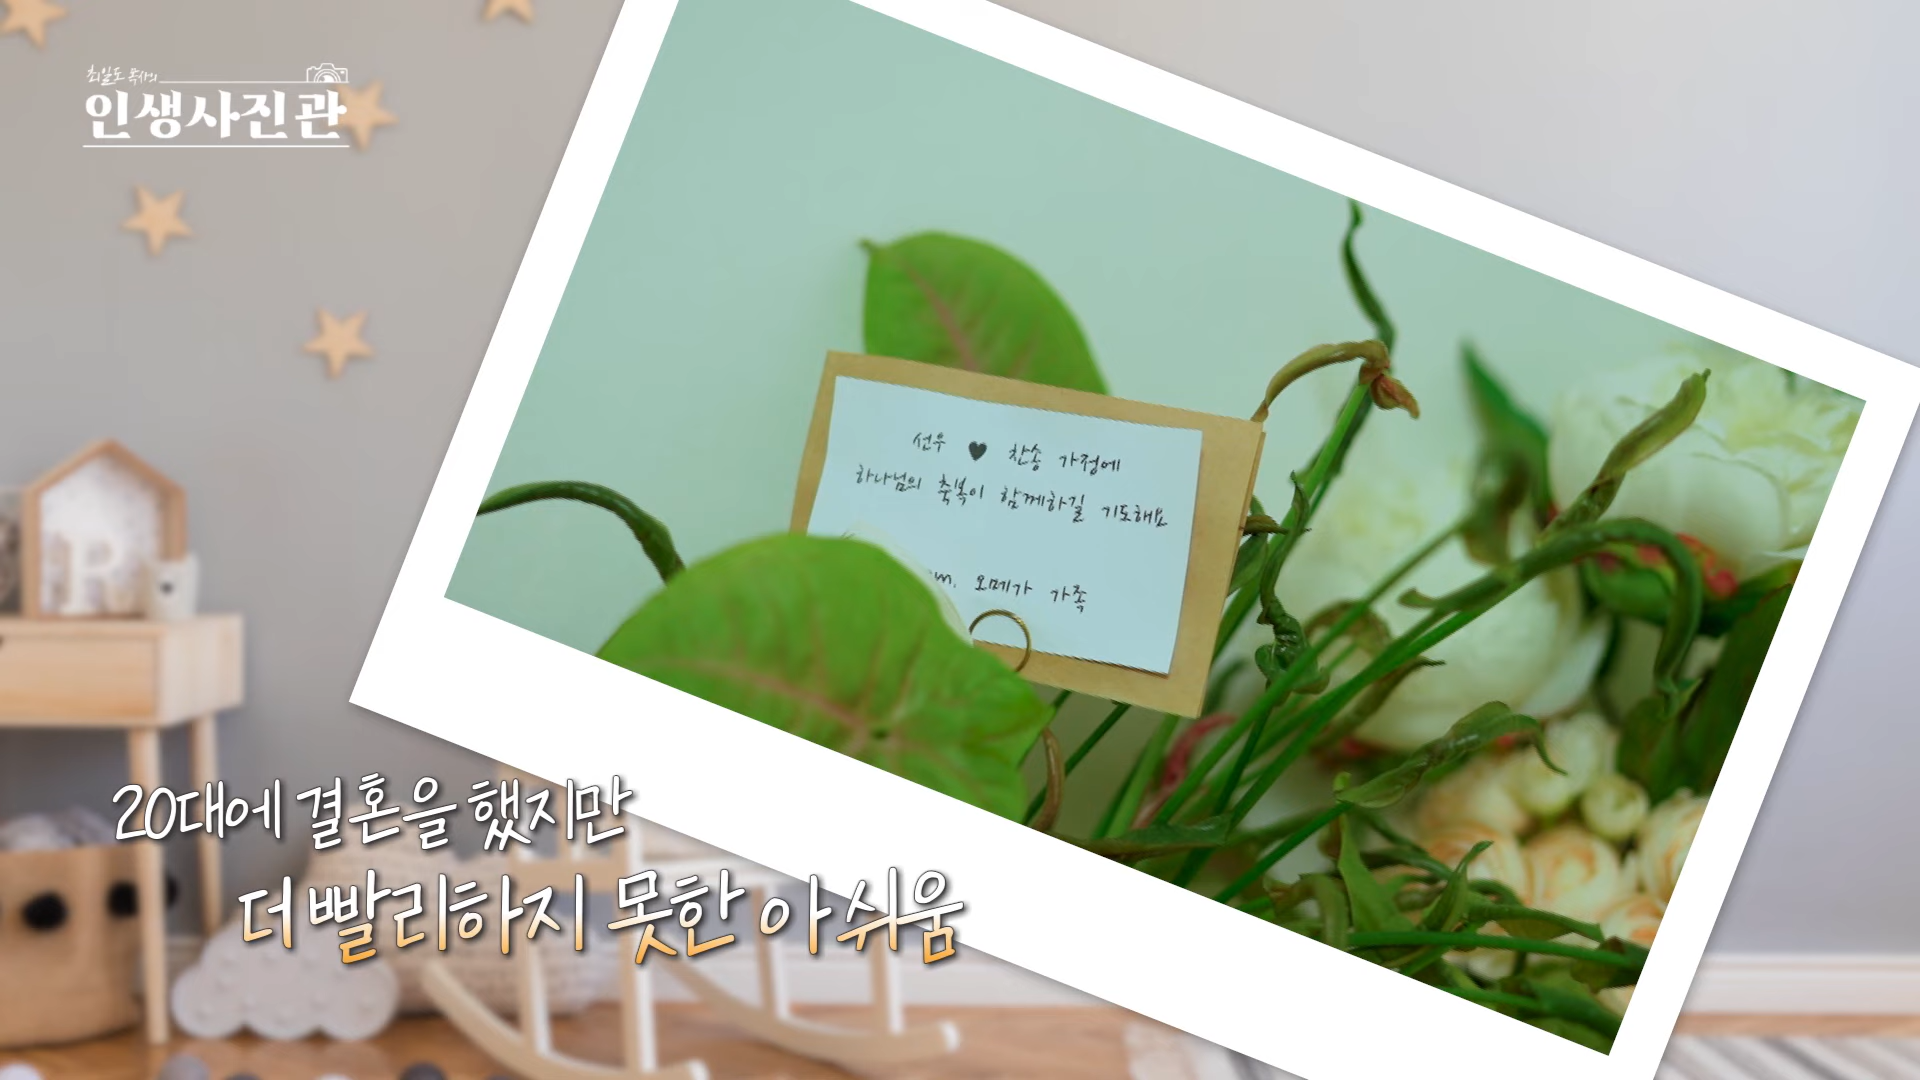 최일도 목사의
인생사진관
선우 ♥ 찬송 가정에
하나님의 축복이 함께하길 기도해요
om. 오메가 가족
20대에 결혼을 했지만
더 빨리하지 못한 아쉬움